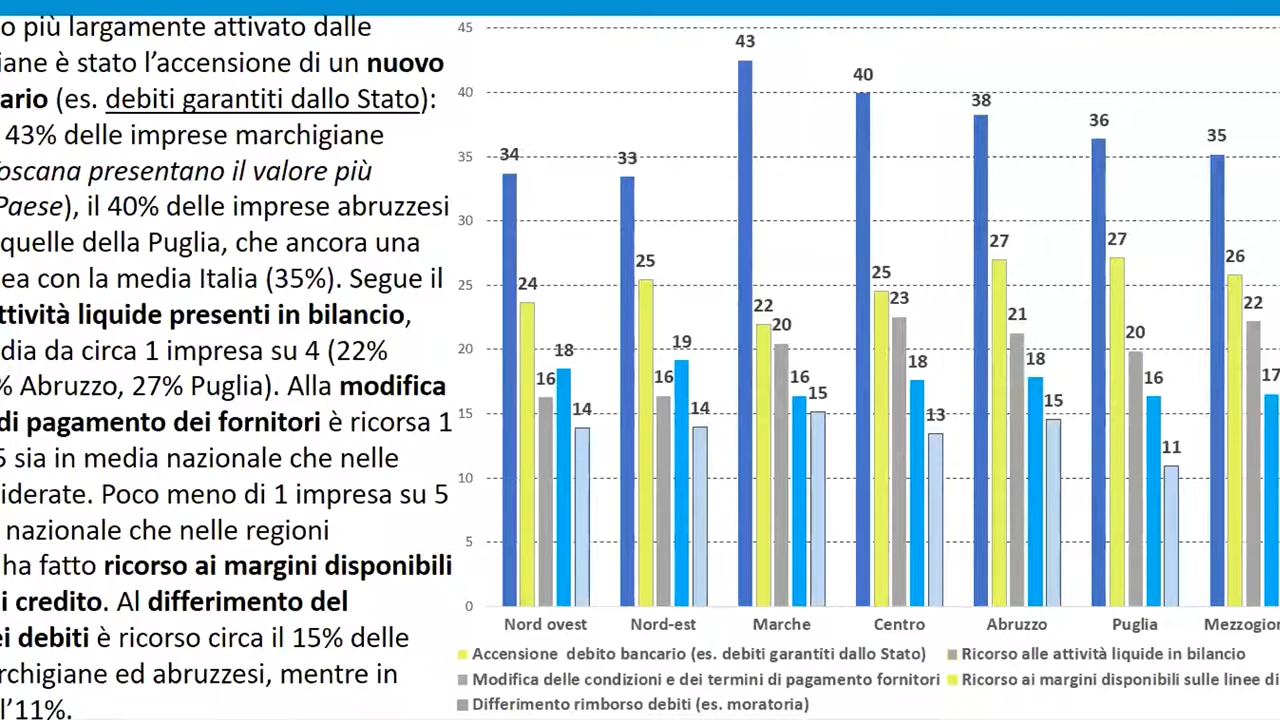 o più largamente attivato dalle
iane è stato l'accensione di un nuovo
ario (es. debiti garantiti dallo Stato):
43% delle imprese marchigiane
Toscana presentano il valore più
Paese), il 40% delle imprese abruzzesi
quelle della Puglia, che ancora una
ea con la media Italia (35%). Segue il
ttività liquide presenti in bilancio,
dia da circa 1 impresa su 4 (22%
% Abruzzo, 27% Puglia). Alla modifica
di pagamento dei fornitori è ricorsa 1
5 sia in media nazionale che nelle
iderate. Poco meno di 1 impresa su 5
nazionale che nelle regioni
ha fatto ricorso ai margini disponibili
i credito. Al differimento del
ei debiti è ricorso circa il 15% delle
rchigiane ed abruzzesi, mentre in
l'11%.
45
40
35
30
25
20
15
10
5
0
34 24 16 18 14
33 25 16 19 14
43 22 20 16 15
40 25 23 18 13
38 27 21 18 15
36 27 20 16 11
35 26 22 17
Nord ovest Nord-est Marche Centro Abruzzo Puglia Mezzogior
Accensione debito bancario (es. debiti garantiti dallo Stato) Ricorso alle attività liquide in bilancio
Modifica delle condizioni e dei termini di pagamento fornitori Ricorso ai margini disponibili sulle linee di
Differimento rimborso debiti (es. moratoria)